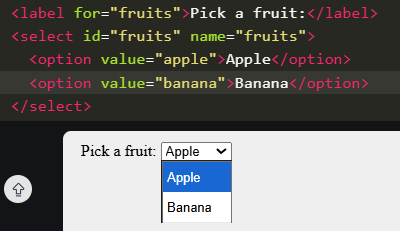 <label for="fruits">Pick a fruit:</label>
<select id="fruits" name="fruits">
  <option value="apple">Apple</option>
  <option value="banana">Banana</option>
</select>
Pick a fruit: Apple
Apple
Banana